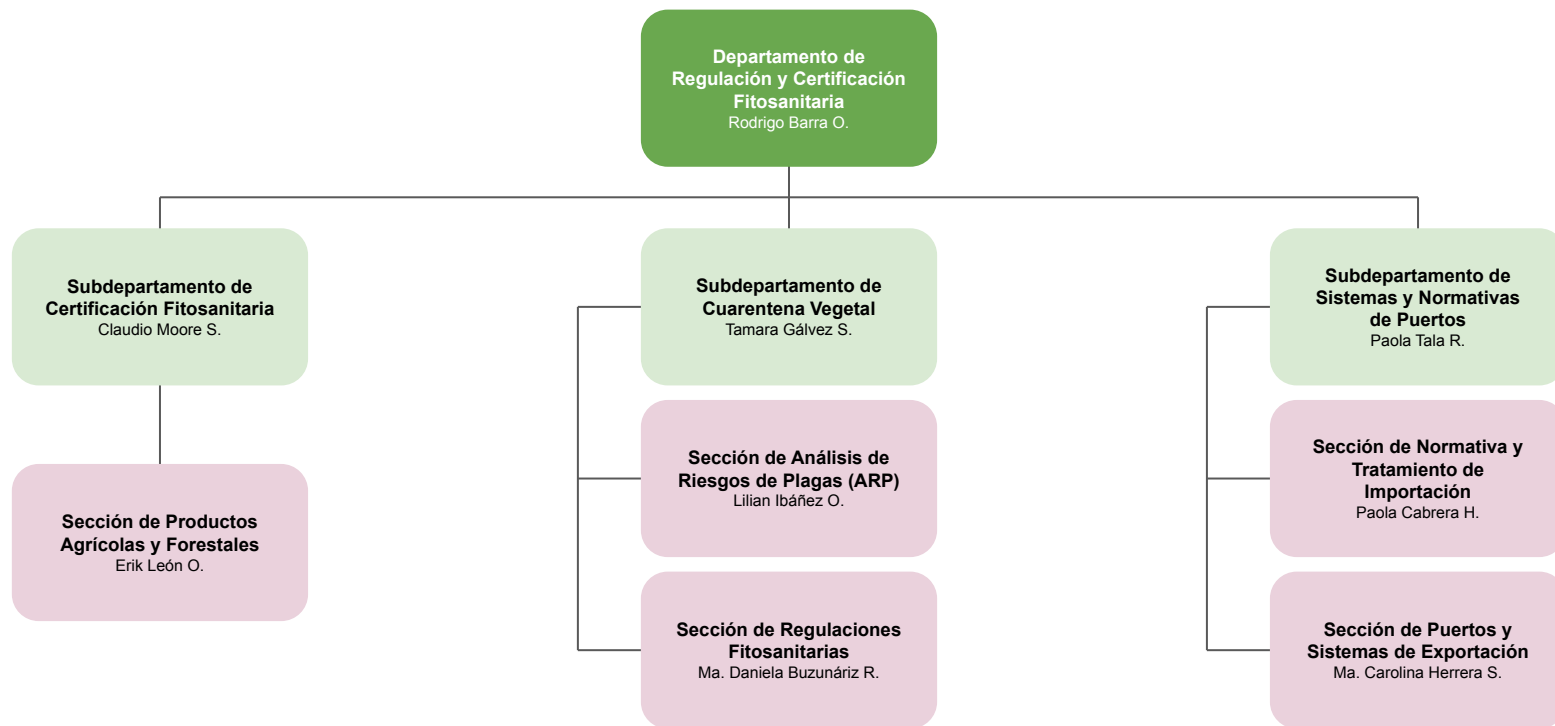 Departamento de
Regulación y Certificación
Fitosanitaria
Rodrigo Barra O.
Subdepartamento de
Certificación Fitosanitaria
Claudio Moore S.
Subdepartamento de
Cuarentena Vegetal
Tamara Gálvez S.
Subdepartamento de
Sistemas y Normativas
de Puertos
Paola Tala R.
Sección de Productos
Agrícolas y Forestales
Erik León O.
Sección de Análisis de
Riesgos de Plagas (ARP)
Lilian Ibáñez O.
Sección de Normativa y
Tratamiento de
Importación
Paola Cabrera H.
Sección de Regulaciones
Fitosanitarias
Ma. Daniela Buzunáriz R.
Sección de Puertos y
Sistemas de Exportación
Ma. Carolina Herrera S.